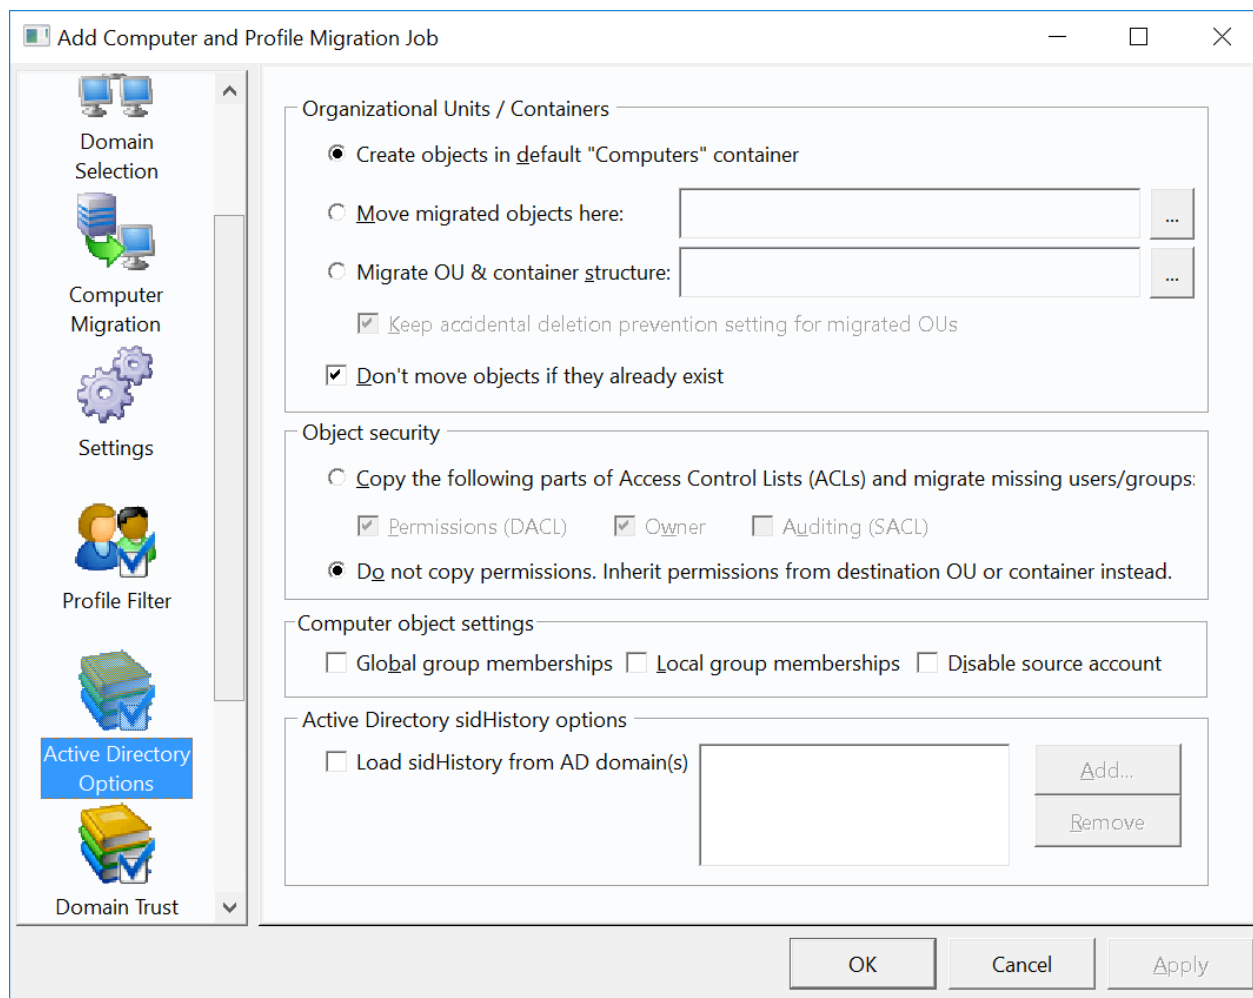 Add Computer and Profile Migration Job
Domain
Selection
Computer
Migration
Settings
Profile Filter
Active Directory
Options
Domain Trust
Organizational Units / Containers
Create objects in default "Computers" container
Move migrated objects here:
...
Migrate OU & container structure:
...
Keep accidental deletion prevention setting for migrated OUs
Don't move objects if they already exist
Object security
Copy the following parts of Access Control Lists (ACLs) and migrate missing users/groups:
Permissions (DACL) Owner Auditing (SACL)
Do not copy permissions. Inherit permissions from destination OU or container instead.
Computer object settings
Global group memberships Local group memberships Disable source account
Active Directory sidHistory options
Load sidHistory from AD domain(s)
Add...
Remove
OK Cancel Apply